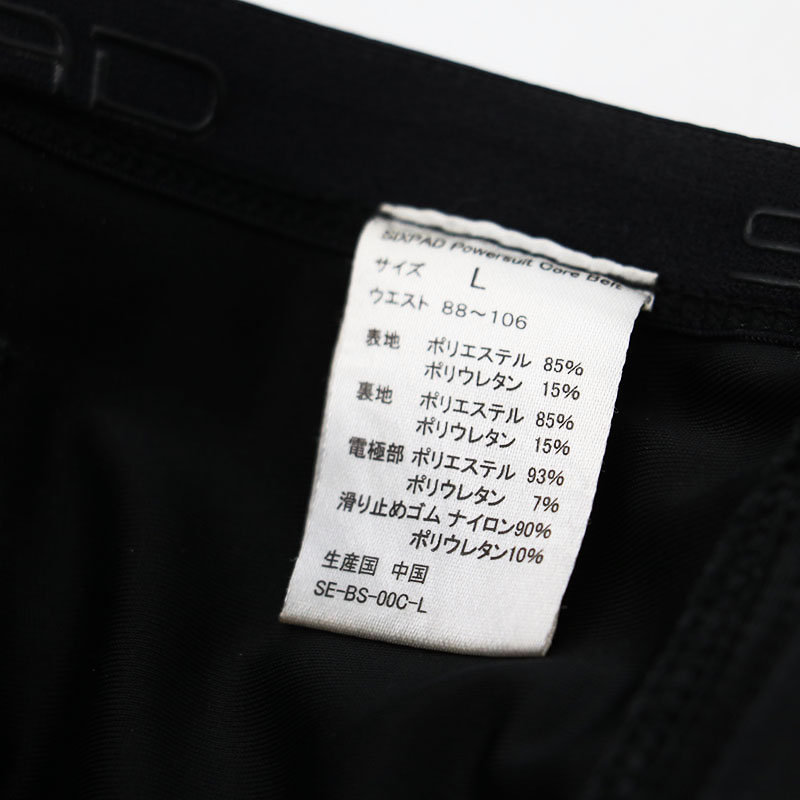 AD
S
SIXPAD Powersuit Core Belt
サイズ L
ウエスト 88～106
表地 ポリエステル 85%
ポリウレタン 15%
裏地 ポリエステル 85%
ポリウレタン 15%
電極部 ポリエステル 93%
ポリウレタン 7%
滑り止めゴム ナイロン90%
ポリウレタン10%
生産国 中国
SE-BS-00C-L